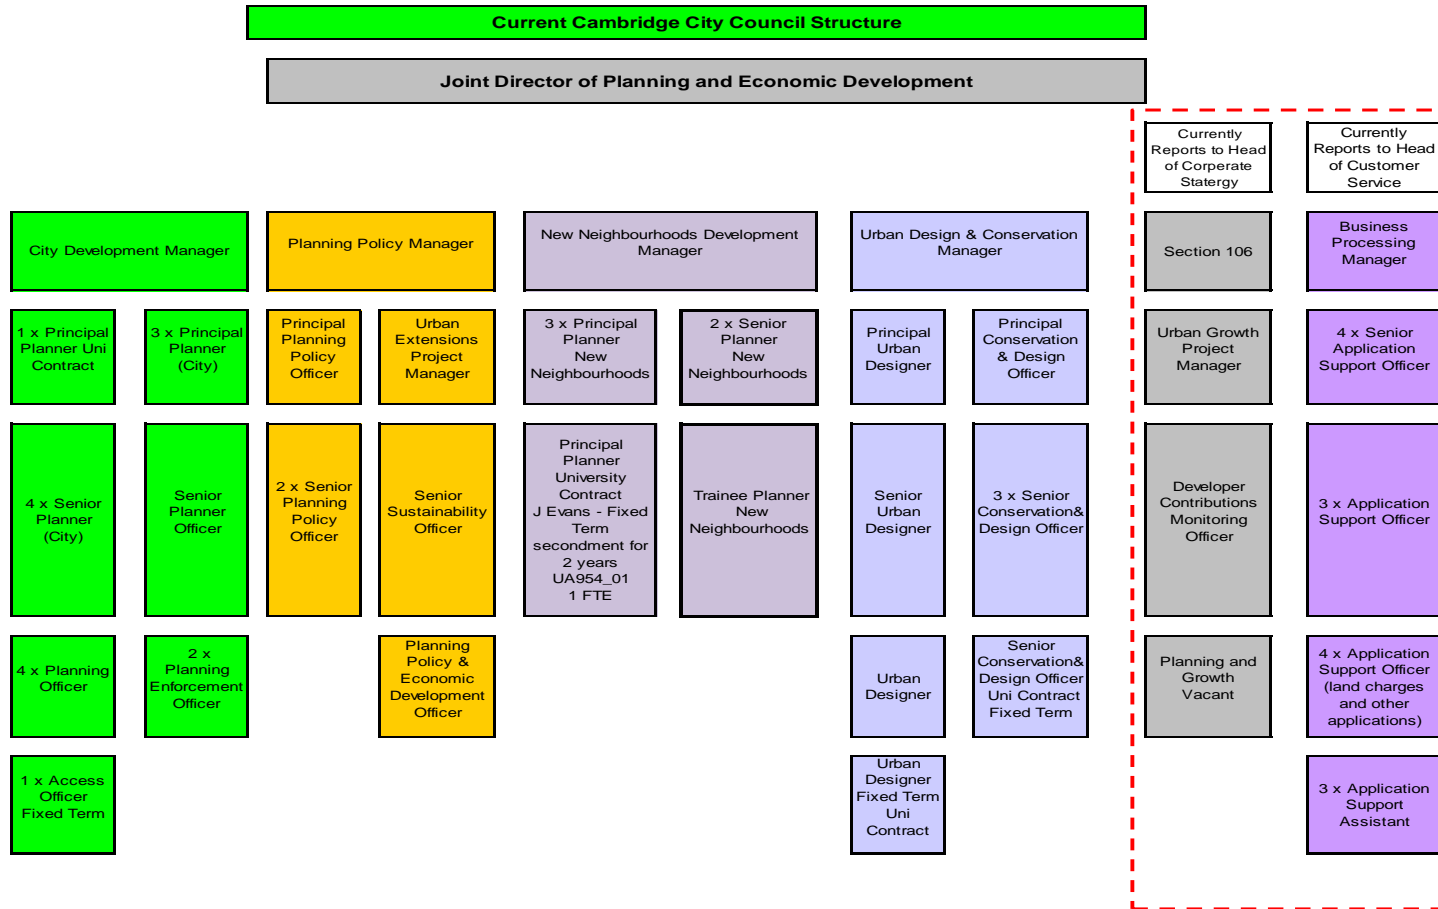 Current Cambridge City Council Structure
Joint Director of Planning and Economic Development
Currently
Reports to Head
of Corperate
Statergy
Currently
Reports to Head
of Customer
Service
City Development Manager
Planning Policy Manager
New Neighbourhoods Development
Manager
Urban Design & Conservation
Manager
Section 106
Business
Processing
Manager
1 x Principal
Planner Uni
Contract
3 x Principal
Planner
(City)
Principal
Planning
Policy
Officer
Urban
Extensions
Project
Manager
3 x Principal
Planner
New
Neighbourhoods
2 x Senior
Planner
New
Neighbourhoods
Principal
Urban
Designer
Principal
Conservation
& Design
Officer
Urban Growth
Project
Manager
4 x Senior
Application
Support Officer
4 x Senior
Planner
(City)
Senior
Planner
Officer
2 x Senior
Planning
Policy
Officer
Senior
Sustainability
Officer
Principal
Planner
University
Contract
J Evans - Fixed
Term
secondment for
2 years
UA954_01
1 FTE
Trainee Planner
New
Neighbourhoods
Senior
Urban
Designer
3 x Senior
Conservation&
Design Officer
Developer
Contributions
Monitoring
Officer
3 x Application
Support Officer
4 x Planning
Officer
2 x
Planning
Enforcement
Officer
Planning
Policy &
Economic
Development
Officer
Urban
Designer
Senior
Conservation&
Design Officer
Uni Contract
Fixed Term
Planning and
Growth
Vacant
4 x Application
Support Officer
(land charges
and other
applications)
1 x Access
Officer
Fixed Term
Urban
Designer
Fixed Term
Uni
Contract
3 x Application
Support
Assistant